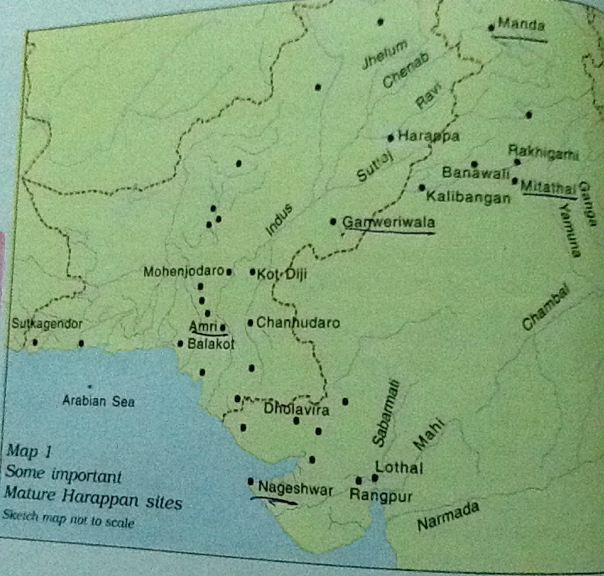 Manda
Jhelum
Chenab
Ravi
Harappa
Rakhigarhi
Sutlej
Banawali
Mitathal
Ganga
Kalibangan
Yamuna
Indus
Ganweriwala
Mohenjodaro
Kot Diji
Chambal
Sutkagendor
Amri
Chanhudaro
Balakot
Arabian Sea
Dholavira
Sabarmati
Mahi
Map 1
Some important
Mature Harappan sites
Sketch map not to scale
Lothal
Nageshwar
Rangpur
Narmada